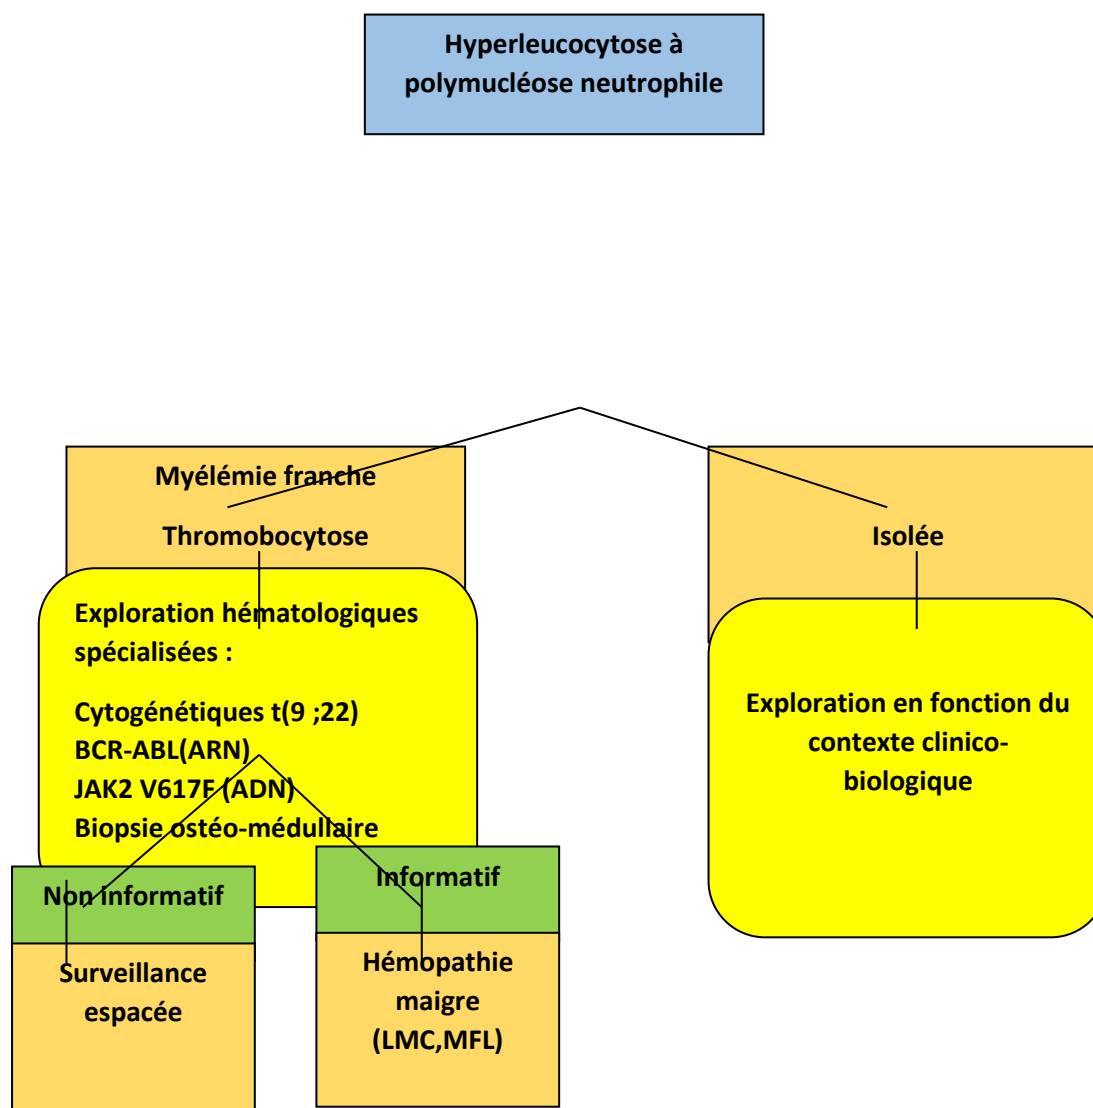 Hyperleucocytose à
polymucléose neutrophile
Myélémie franche
Thromobocytose
Isolée
Exploration hématologiques
spécialisées :
Cytogénétiques t(9 ;22)
BCR-ABL(ARN)
JAK2 V617F (ADN)
Biopsie ostéo-médullaire
Exploration en fonction du
contexte clinico-
biologique
Non informatif
Informatif
Surveillance
espacée
Hémopathie
maigre
(LMC,MFL)